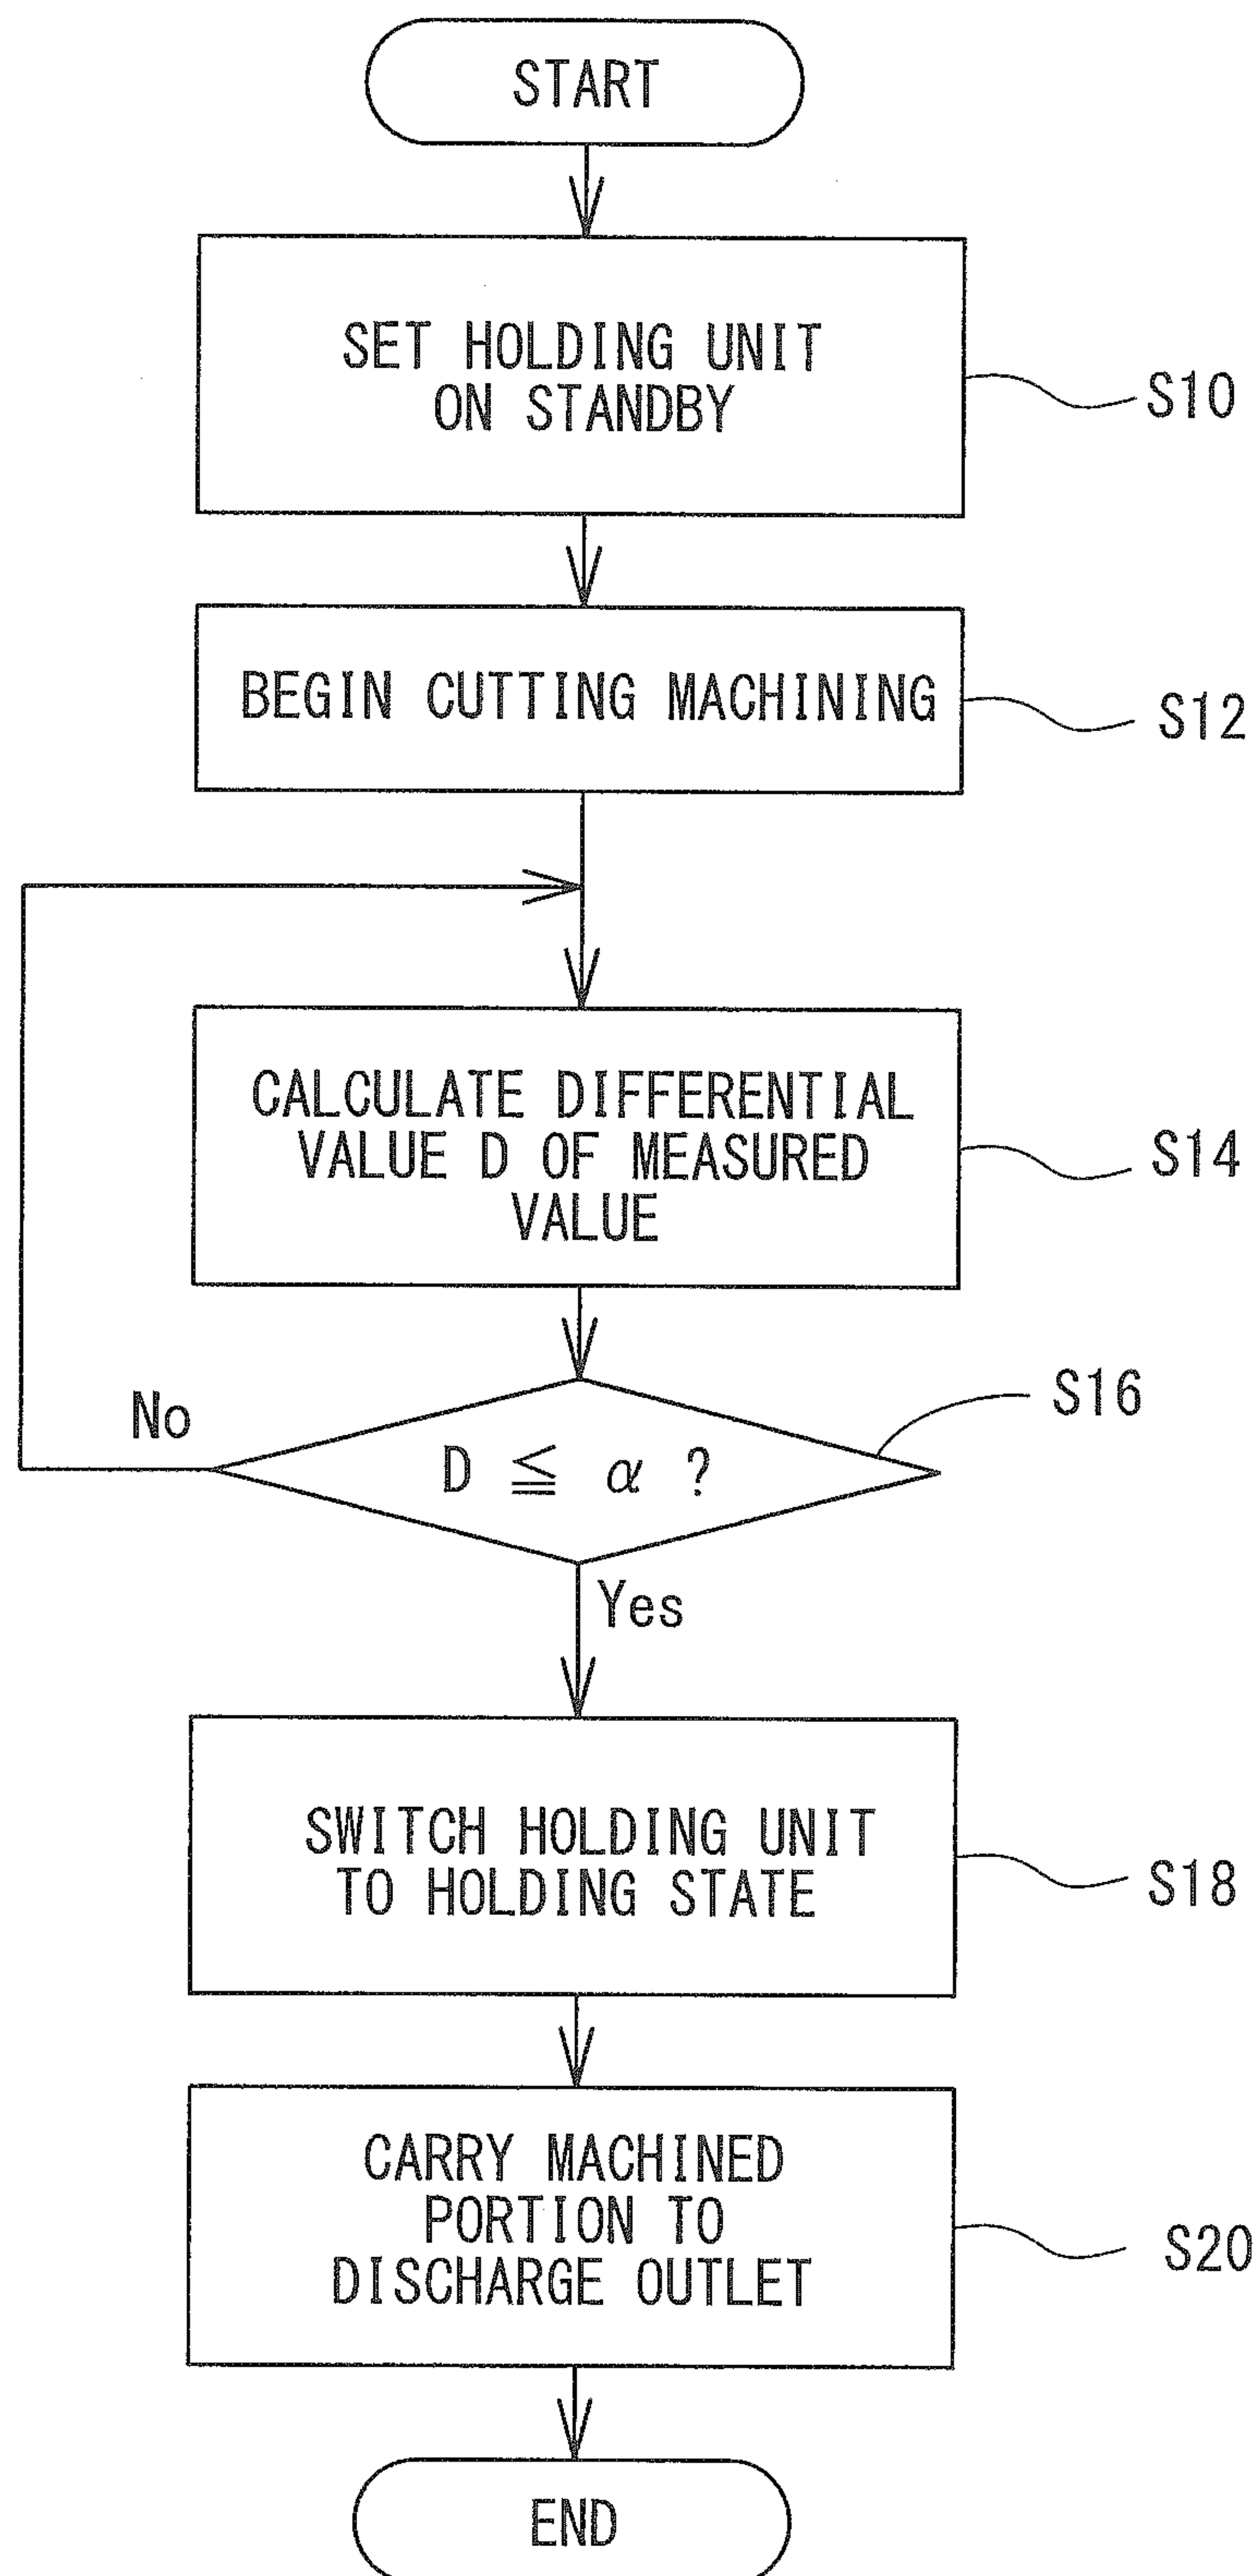 START
SET HOLDING UNIT
ON STANDBY
S10
BEGIN CUTTING MACHINING
S12
CALCULATE DIFFERENTIAL
VALUE D OF MEASURED
VALUE
S14
No
D ≦ α ?
S16
Yes
SWITCH HOLDING UNIT
TO HOLDING STATE
S18
CARRY MACHINED
PORTION TO
DISCHARGE OUTLET
S20
END